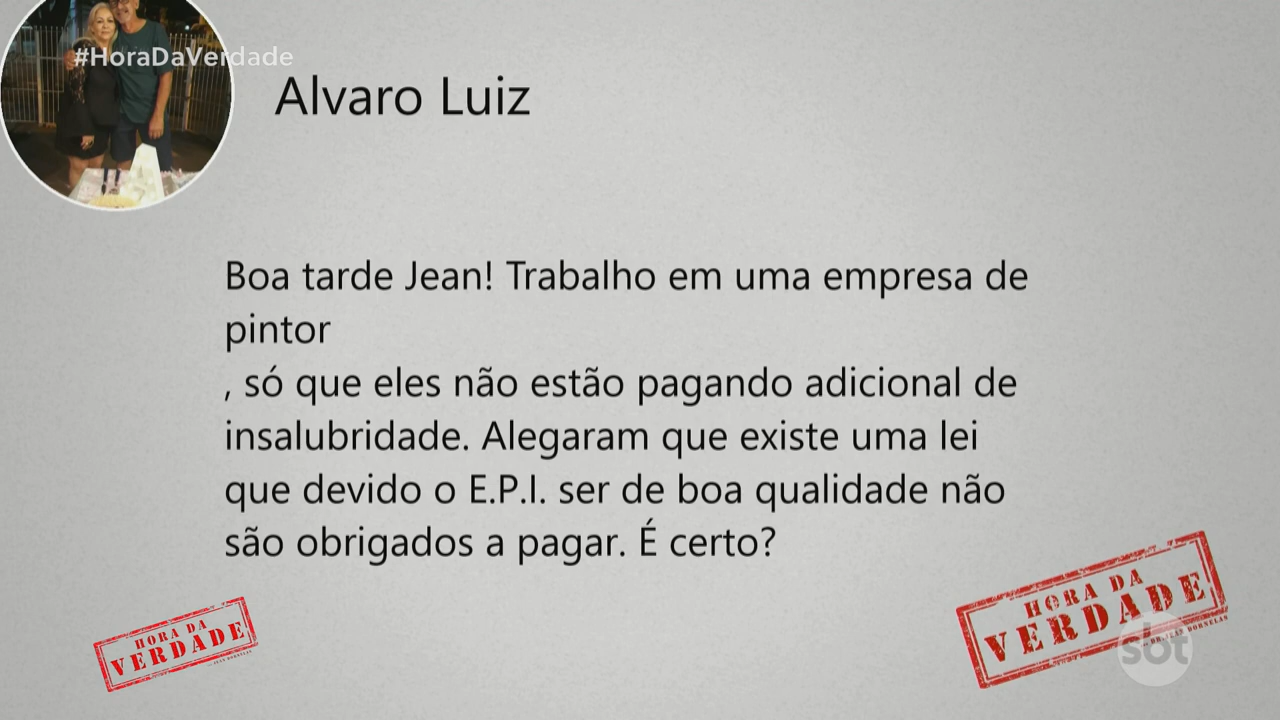 #HoraDaVerdade
Alvaro Luiz
Boa tarde Jean! Trabalho em uma empresa de
pintor
, só que eles não estão pagando adicional de
insalubridade. Alegaram que existe uma lei
que devido o E.P.I. ser de boa qualidade não
são obrigados a pagar. É certo?
HORA DA
VERDADE
HORA DA
VERDADE
sbt